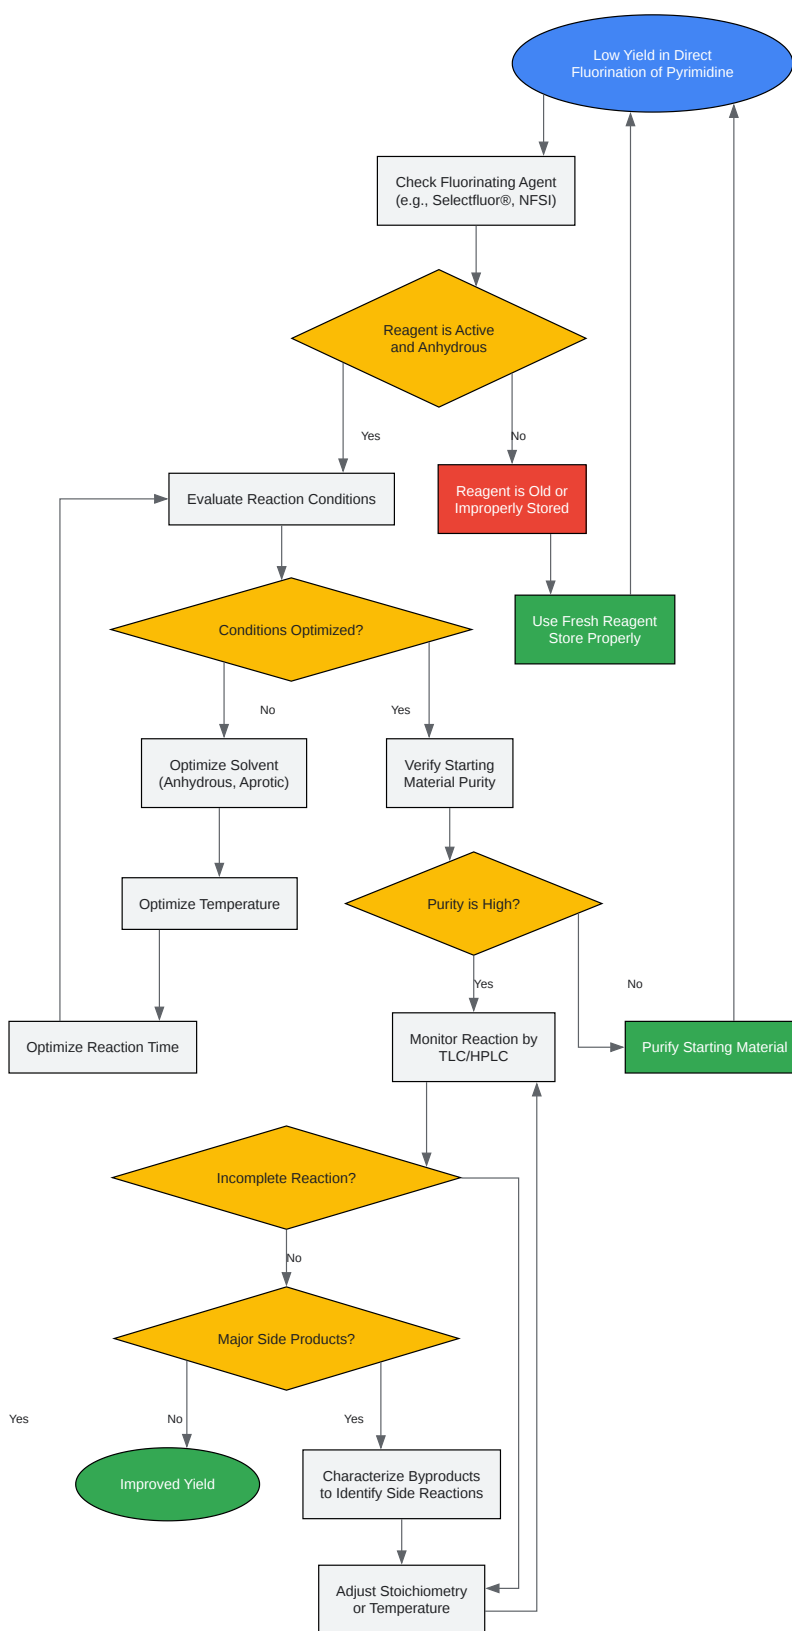 Low Yield in Direct
Fluorination of Pyrimidine
Check Fluorinating Agent
(e.g., Selectfluor®, NFSI)
Reagent is Active
and Anhydrous
Yes
No
Evaluate Reaction Conditions
Reagent is Old or
Improperly Stored
Use Fresh Reagent
Store Properly
Conditions Optimized?
No
Yes
Optimize Solvent
(Anhydrous, Aprotic)
Verify Starting
Material Purity
Optimize Temperature
Purity is High?
Yes
No
Optimize Reaction Time
Monitor Reaction by
TLC/HPLC
Purify Starting Material
Incomplete Reaction?
No
Major Side Products?
Yes
No
Yes
Improved Yield
Characterize Byproducts
to Identify Side Reactions
Adjust Stoichiometry
or Temperature